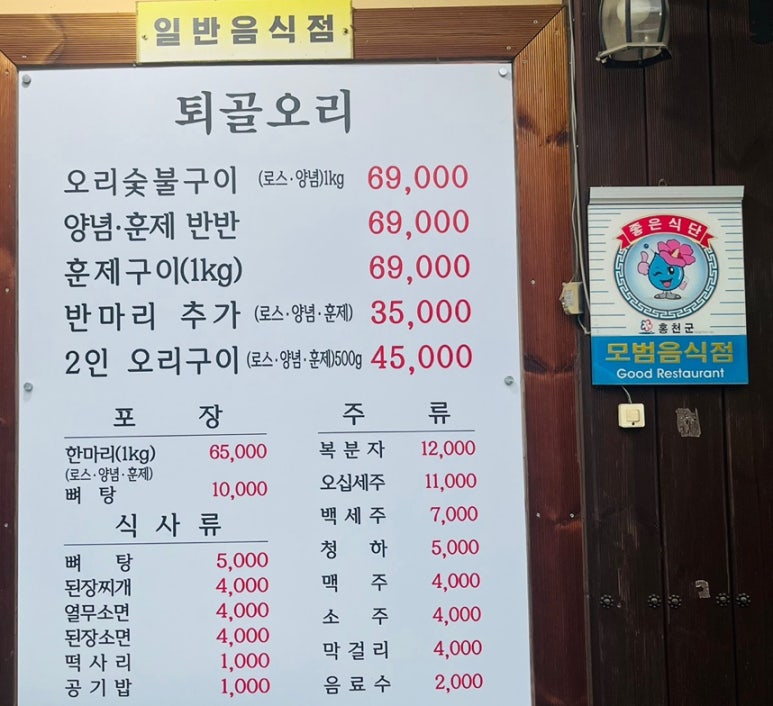 일반음식점
퇴골오리
오리숯불구이 (로스·양념)1kg 69,000
양념·훈제 반반 69,000
훈제구이(1kg) 69,000
반마리 추가 (로스·양념·훈제) 35,000
2인 오리구이 (로스·양념·훈제)500g 45,000
포 장
한마리(1kg) 65,000
(로스·양념·훈제)
뼈 탕 10,000
식 사 류
뼈 탕 5,000
된장찌개 4,000
열무소면 4,000
된장소면 4,000
떡 사 리 1,000
공 기 밥 1,000
주 류
복 분 자 12,000
오십세주 11,000
백 세 주 7,000
청 하 5,000
맥 주 4,000
소 주 4,000
막 걸 리 4,000
음 료 수 2,000
좋은식단
홍천군
모범음식점
Good Restaurant